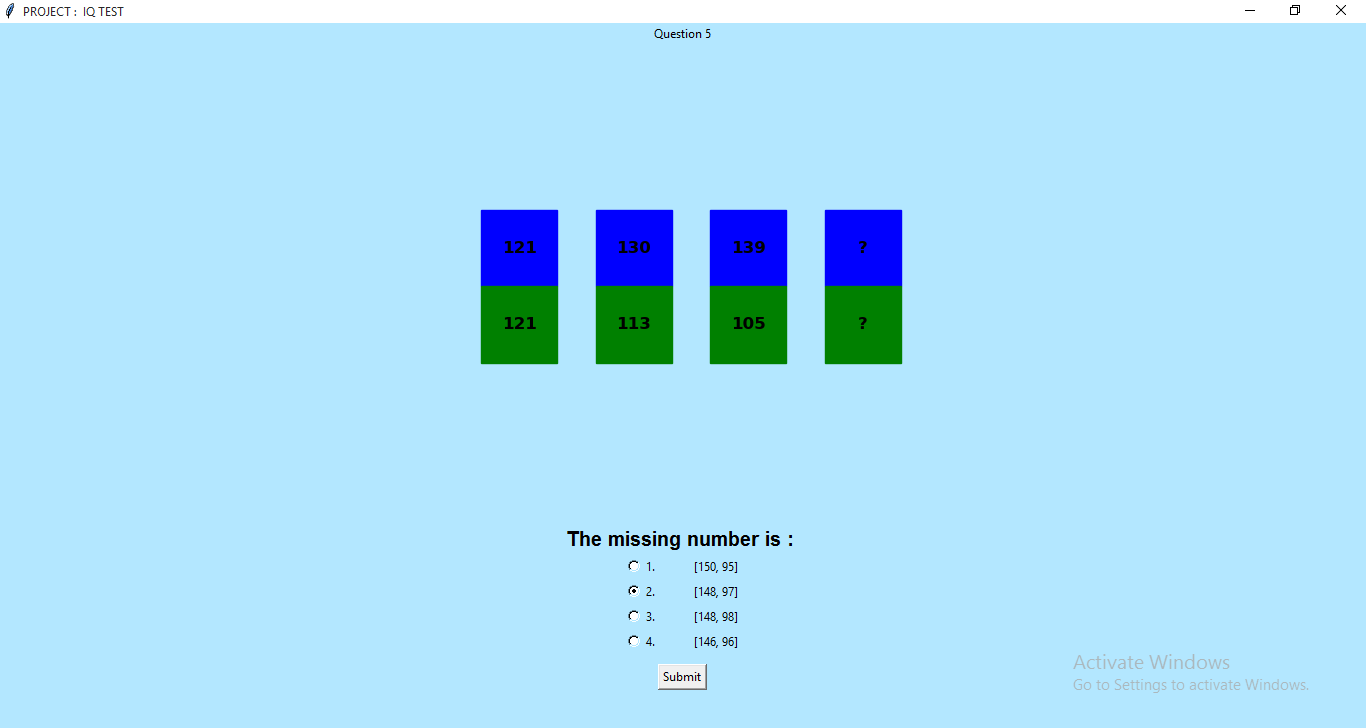 PROJECT : IQ TEST
Question 5
121 130 139 ?
121 113 105 ?
The missing number is :
1. [150, 95]
2. [148, 97]
3. [148, 98]
4. [146, 96]
Submit
Activate Windows
Go to Settings to activate Windows.